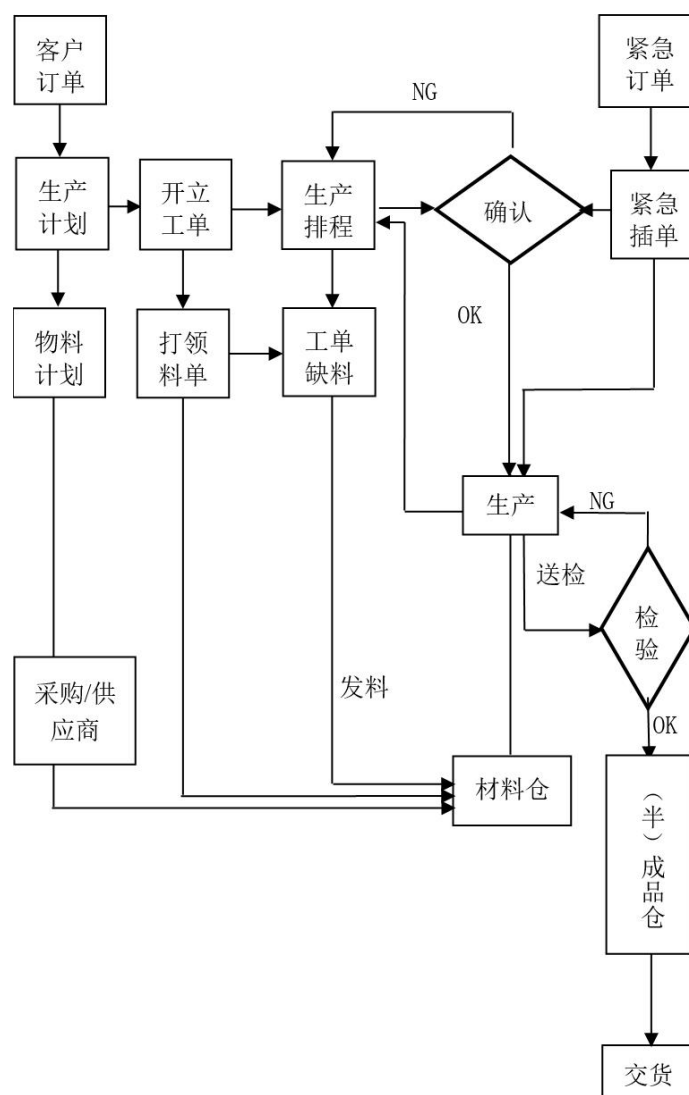 客户
订单
紧急
订单
NG
生产
计划
开立
工单
生产
排程
确认
紧急
插单
OK
物料
计划
打领
料单
工单
缺料
生产
NG
送检
检
验
采购/供
应商
发料
OK
材料仓
（半）成品仓
交货